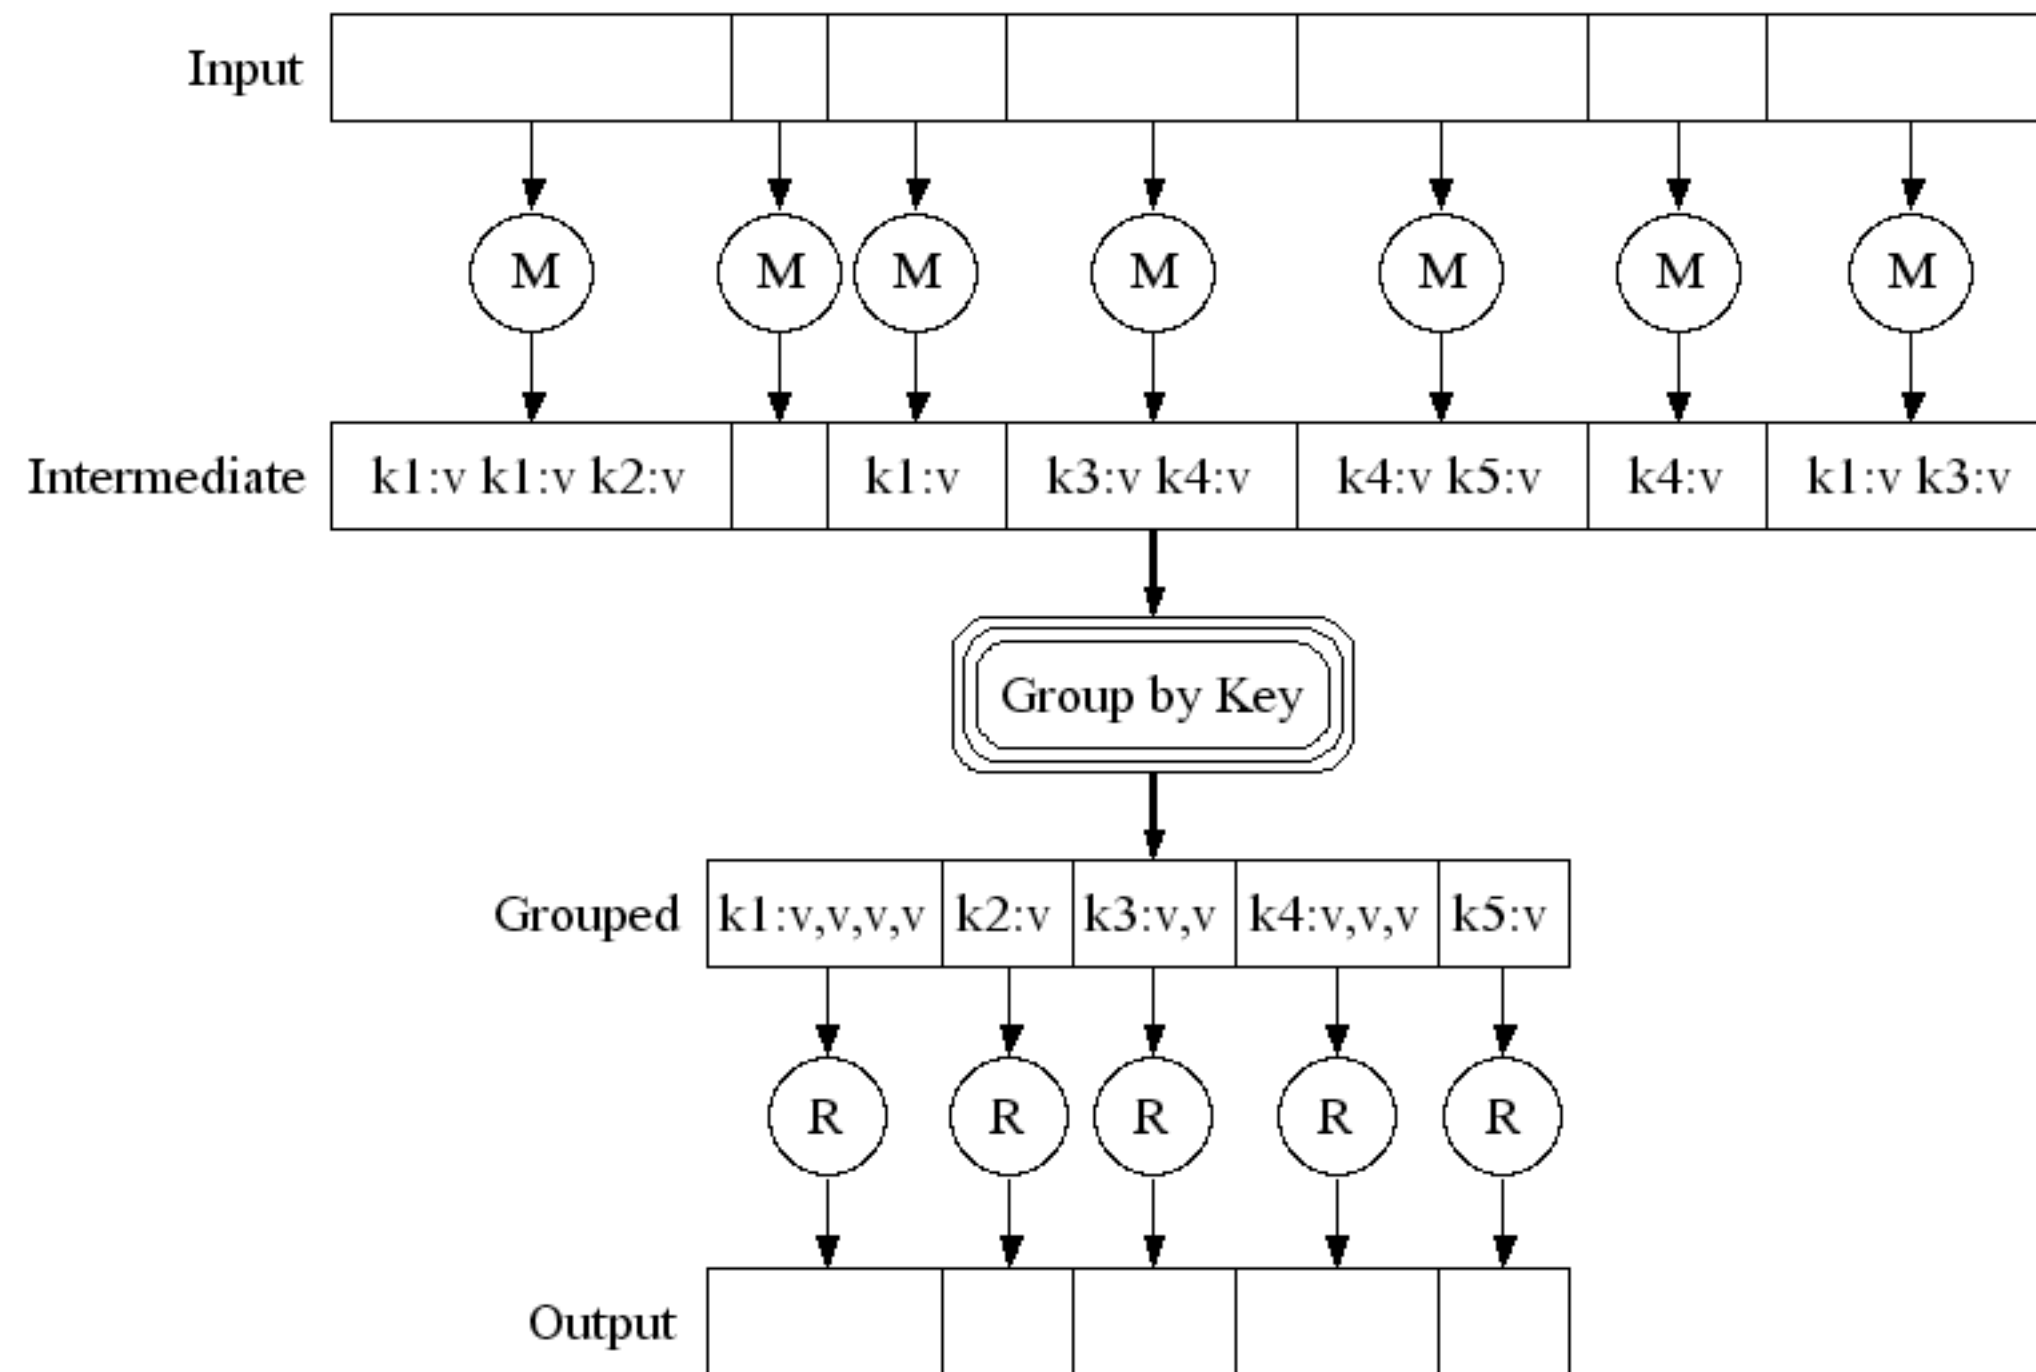 Input
M M M M M M M
Intermediate k1:v k1:v k2:v k1:v k3:v k4:v k4:v k5:v k4:v k1:v k3:v
Group by Key
Grouped k1:v,v,v,v k2:v k3:v,v k4:v,v,v k5:v
R R R R R
Output